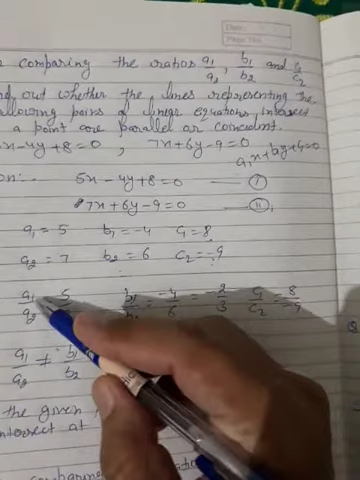 Date:
Page No.
comparing the ratios a₁/a₂, b₁/b₂ and c₁/c₂
find out whether the lines representing the
following pairs of linear equations, intersect
a point are parallel or coincident.
5x-4y+8=0 , 7x+6y-9=0
a₁x+b₁y+c₁=0
5x-4y+8=0 — I
7x+6y-9=0 — II
a₁=5 b₁=-4 c₁=8
a₂=7 b₂=6 c₂=-9
a₁/a₂ 5 b₁/b₂ = -4/6 = -2/3 c₁/c₂ = 8/-9
a₁/a₂ ≠ b₁/b₂
the given
intersect at
comparing